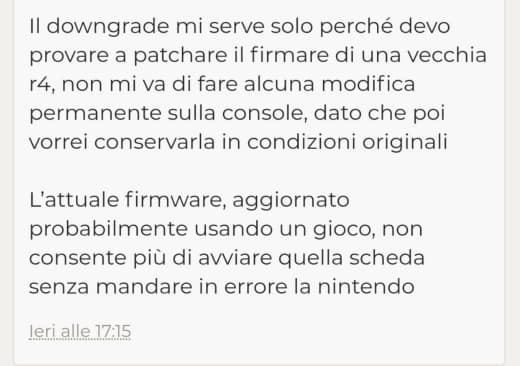 Il downgrade mi serve solo perché devo
provare a patchare il firmare di una vecchia
r4, non mi va di fare alcuna modifica
permanente sulla console, dato che poi
vorrei conservarla in condizioni originali
L'attuale firmware, aggiornato
probabilmente usando un gioco, non
consente più di avviare quella scheda
senza mandare in errore la nintendo
Ieri alle 17:15